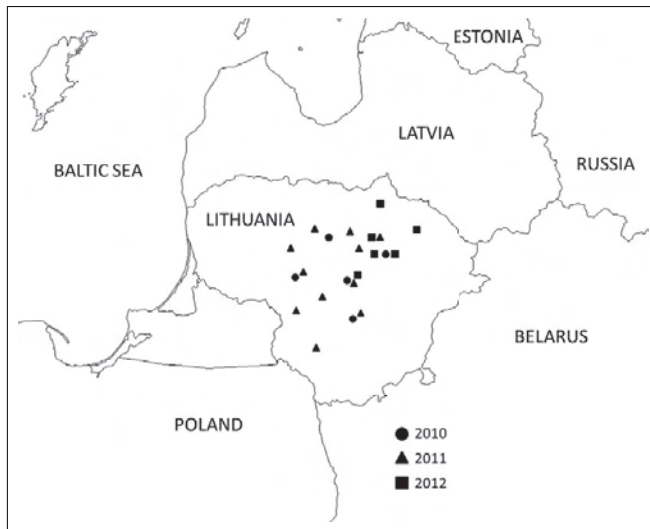 ESTONIA
LATVIA
BALTIC SEA
RUSSIA
LITHUANIA
BELARUS
POLAND
2010
2011
2012